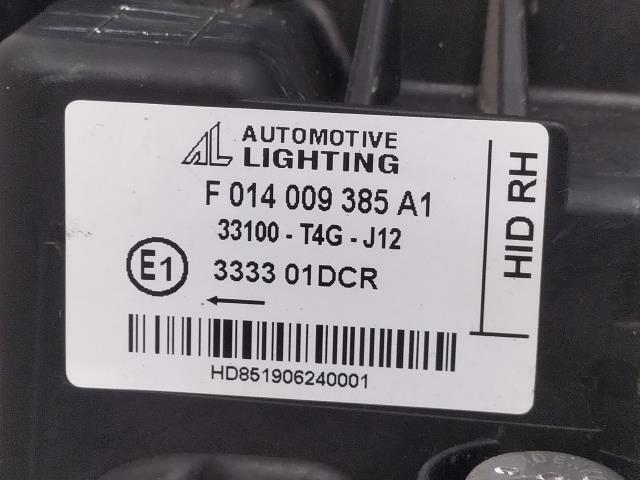 AUTOMOTIVE
LIGHTING
F 014 009 385 A1
33100 - T4G - J12
E1
3333 01DCR
HD851906240001
HID RH